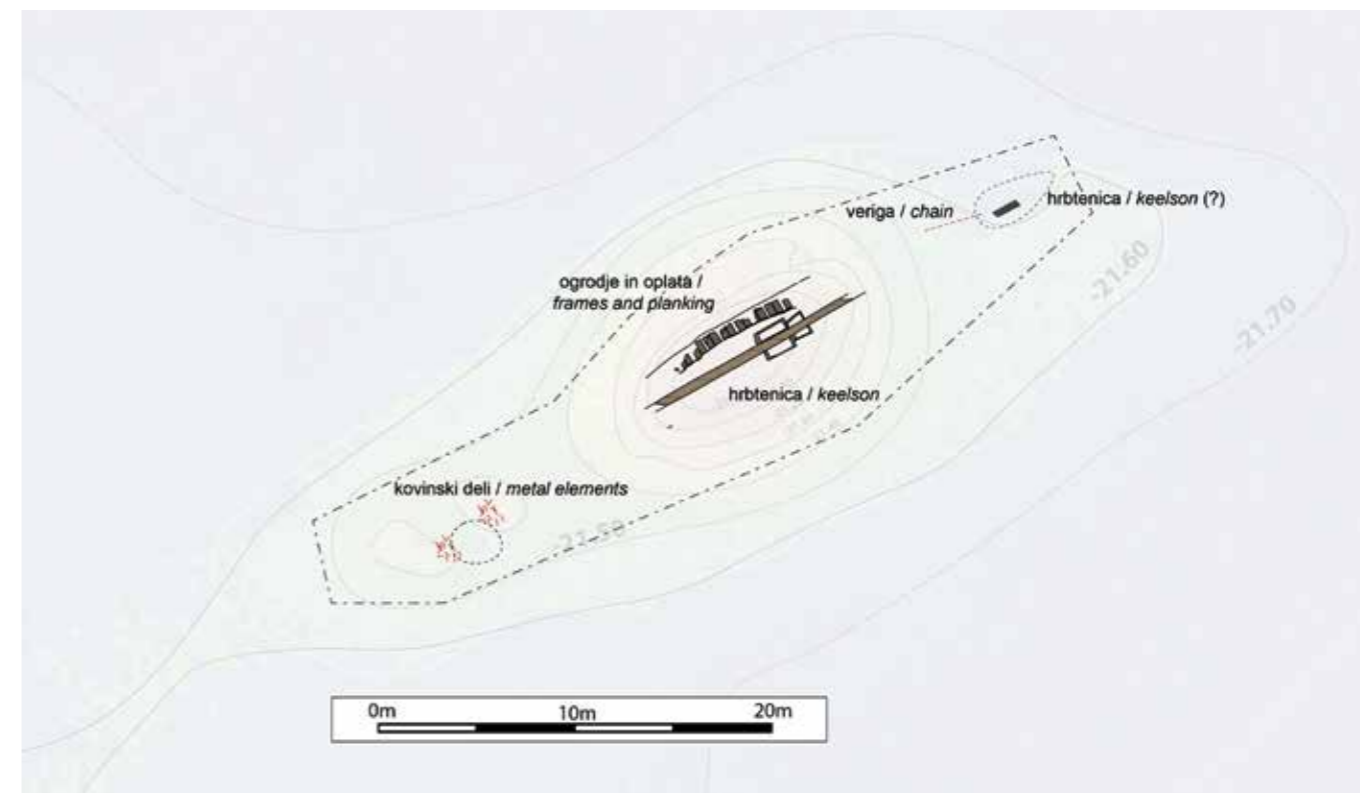 veriga / chain
hrbtenica / keelson (?)
ogrodje in oplata /
frames and planking
hrbtenica / keelson
kovinski deli / metal elements
-21.60
-21.70
-21.50
0m 10m 20m